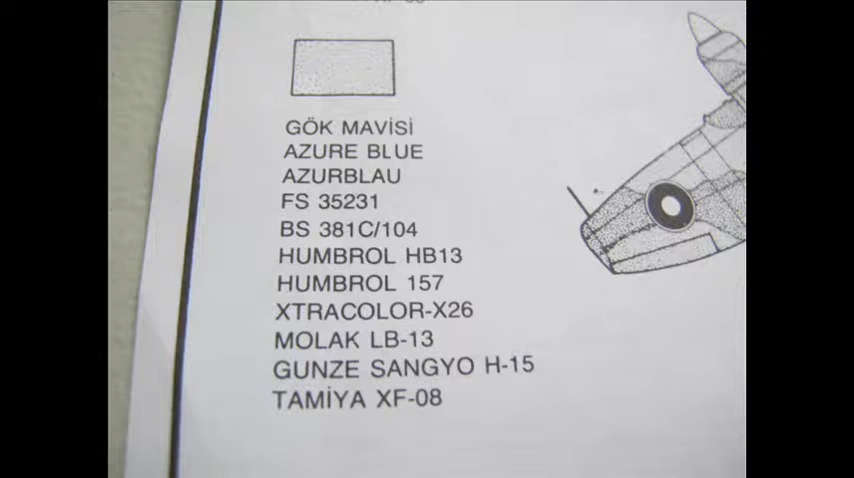 GÖK MAVİSİ
AZURE BLUE
AZURBLAU
FS 35231
BS 381C/104
HUMBROL HB13
HUMBROL 157
XTRACOLOR-X26
MOLAK LB-13
GUNZE SANGYO H-15
TAMİYA XF-08